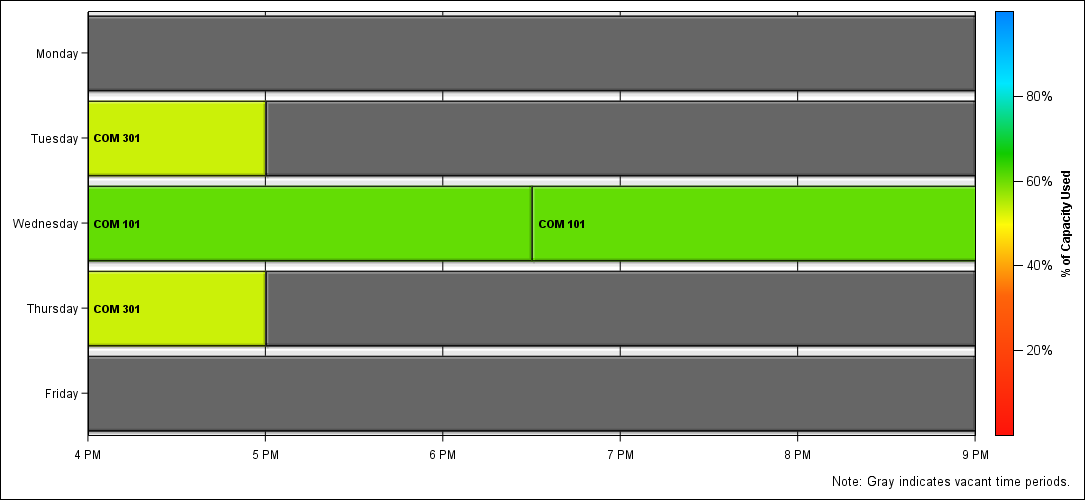 Monday
Tuesday
COM 301
Wednesday
COM 101
COM 101
Thursday
COM 301
Friday
4 PM
5 PM
6 PM
7 PM
8 PM
9 PM
80%
60%
40%
20%
% of Capacity Used
Note: Gray indicates vacant time periods.